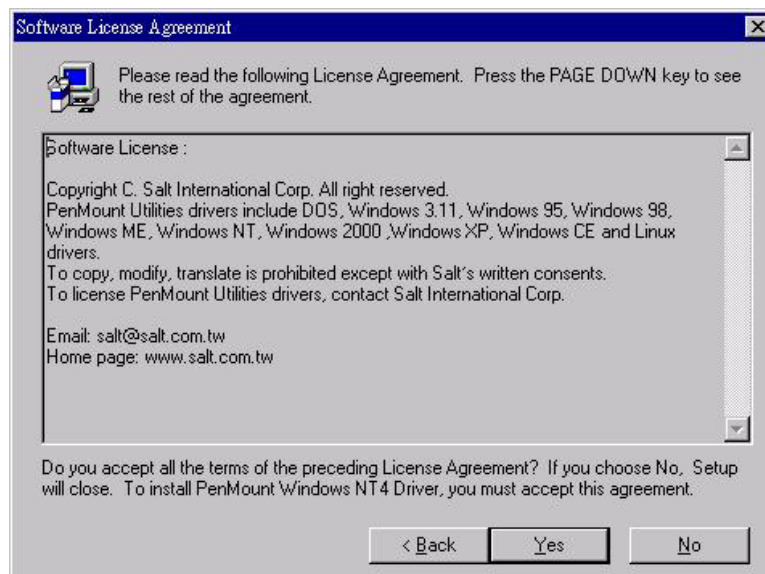 Software License Agreement
Please read the following License Agreement. Press the PAGE DOWN key to see
the rest of the agreement.
Software License :
Copyright C. Salt International Corp. All right reserved.
PenMount Utilities drivers include DOS, Windows 3.11, Windows 95, Windows 98,
Windows ME, Windows NT, Windows 2000 ,Windows XP, Windows CE and Linux
drivers.
To copy, modify, translate is prohibited except with Salt's written consents.
To license PenMount Utilities drivers, contact Salt International Corp.
Email: salt@salt.com.tw
Home page: www.salt.com.tw
Do you accept all the terms of the preceding License Agreement? If you choose No, Setup
will close. To install PenMount Windows NT4 Driver, you must accept this agreement.
< Back Yes No